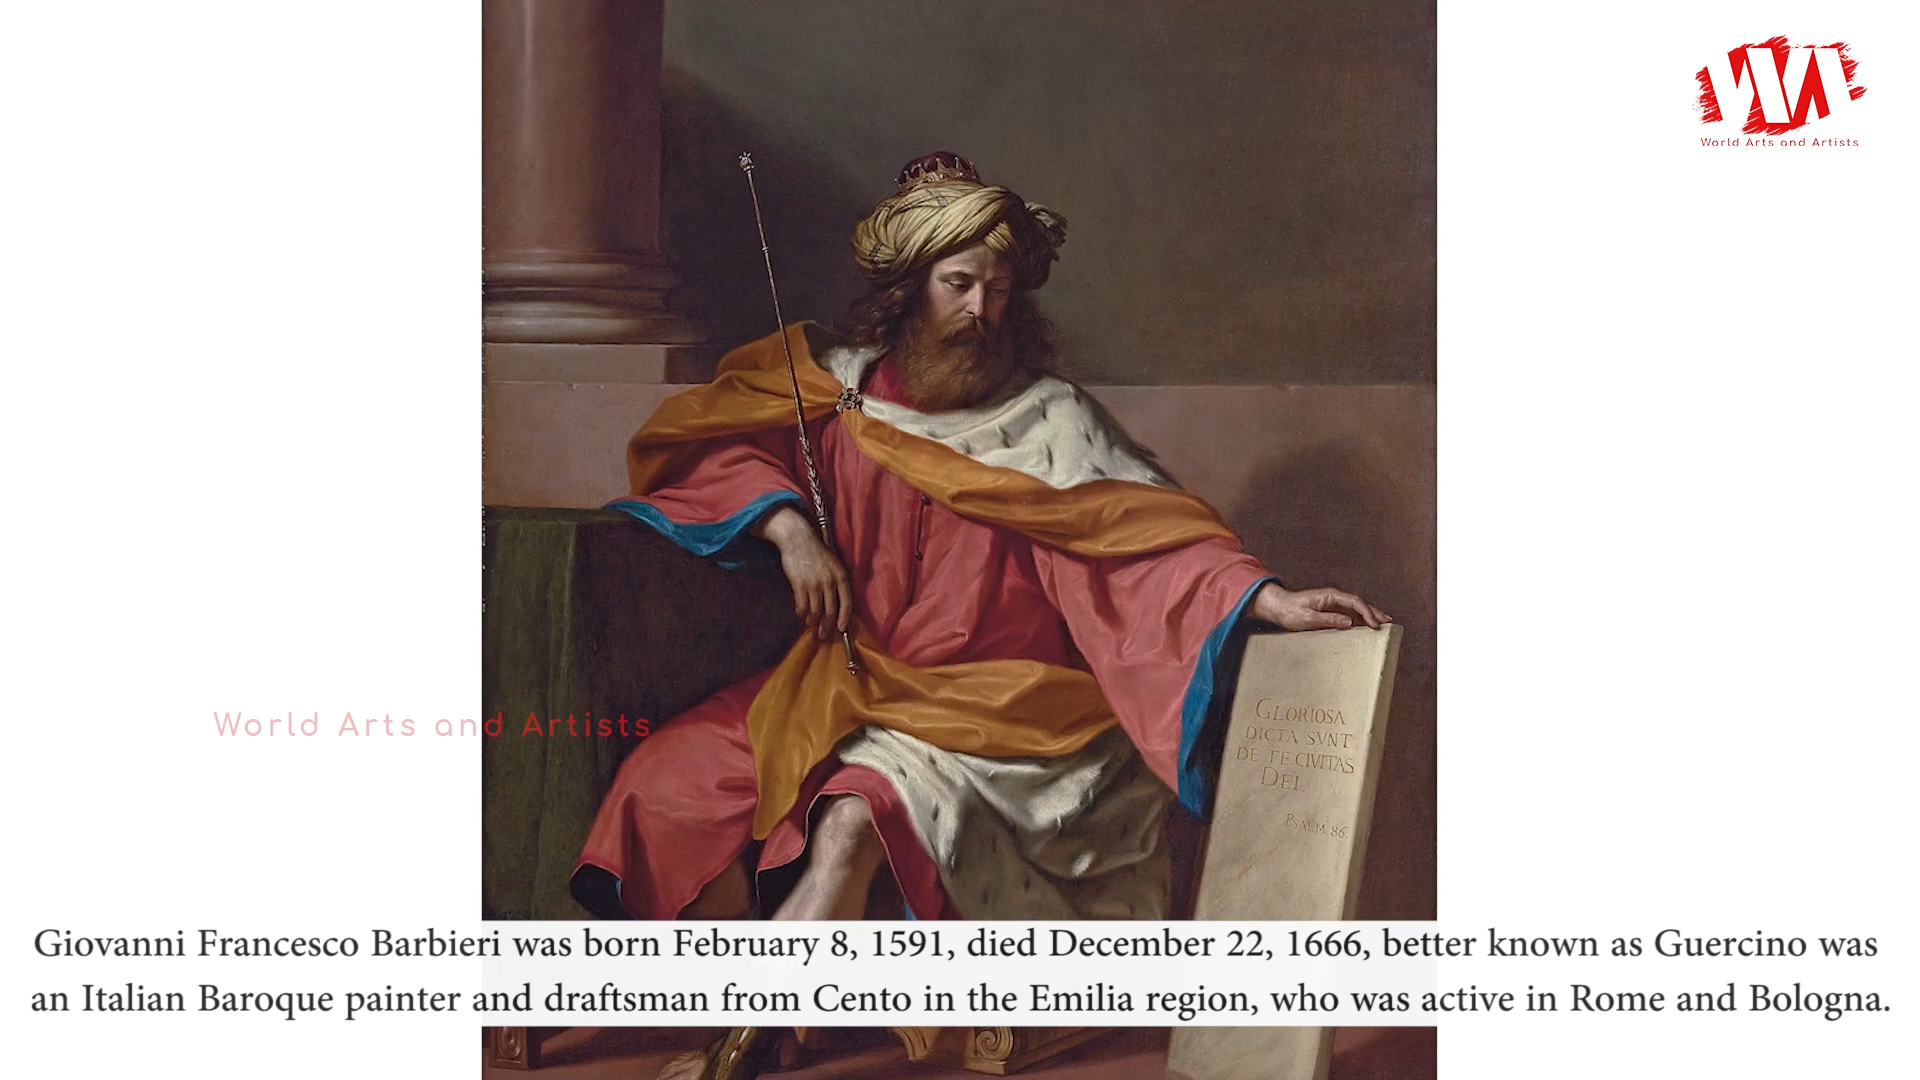 World Arts and Artists
World Arts and Artists
GLORIOSA
DICTA SVNT
DE TE CIVITAS
DEI.
PSALM. 86.
Giovanni Francesco Barbieri was born February 8, 1591, died December 22, 1666, better known as Guercino was
an Italian Baroque painter and draftsman from Cento in the Emilia region, who was active in Rome and Bologna.